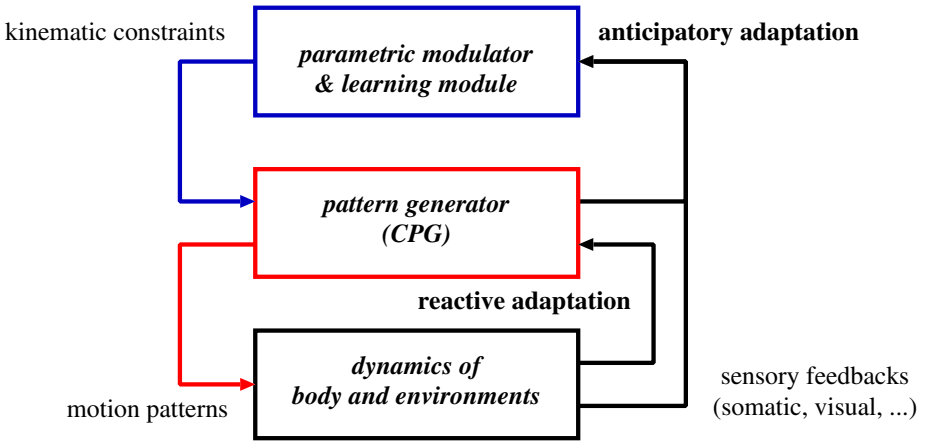 kinematic constraints
anticipatory adaptation
parametric modulator
& learning module
pattern generator
(CPG)
reactive adaptation
dynamics of
body and environments
motion patterns
sensory feedbacks
(somatic, visual, ...)